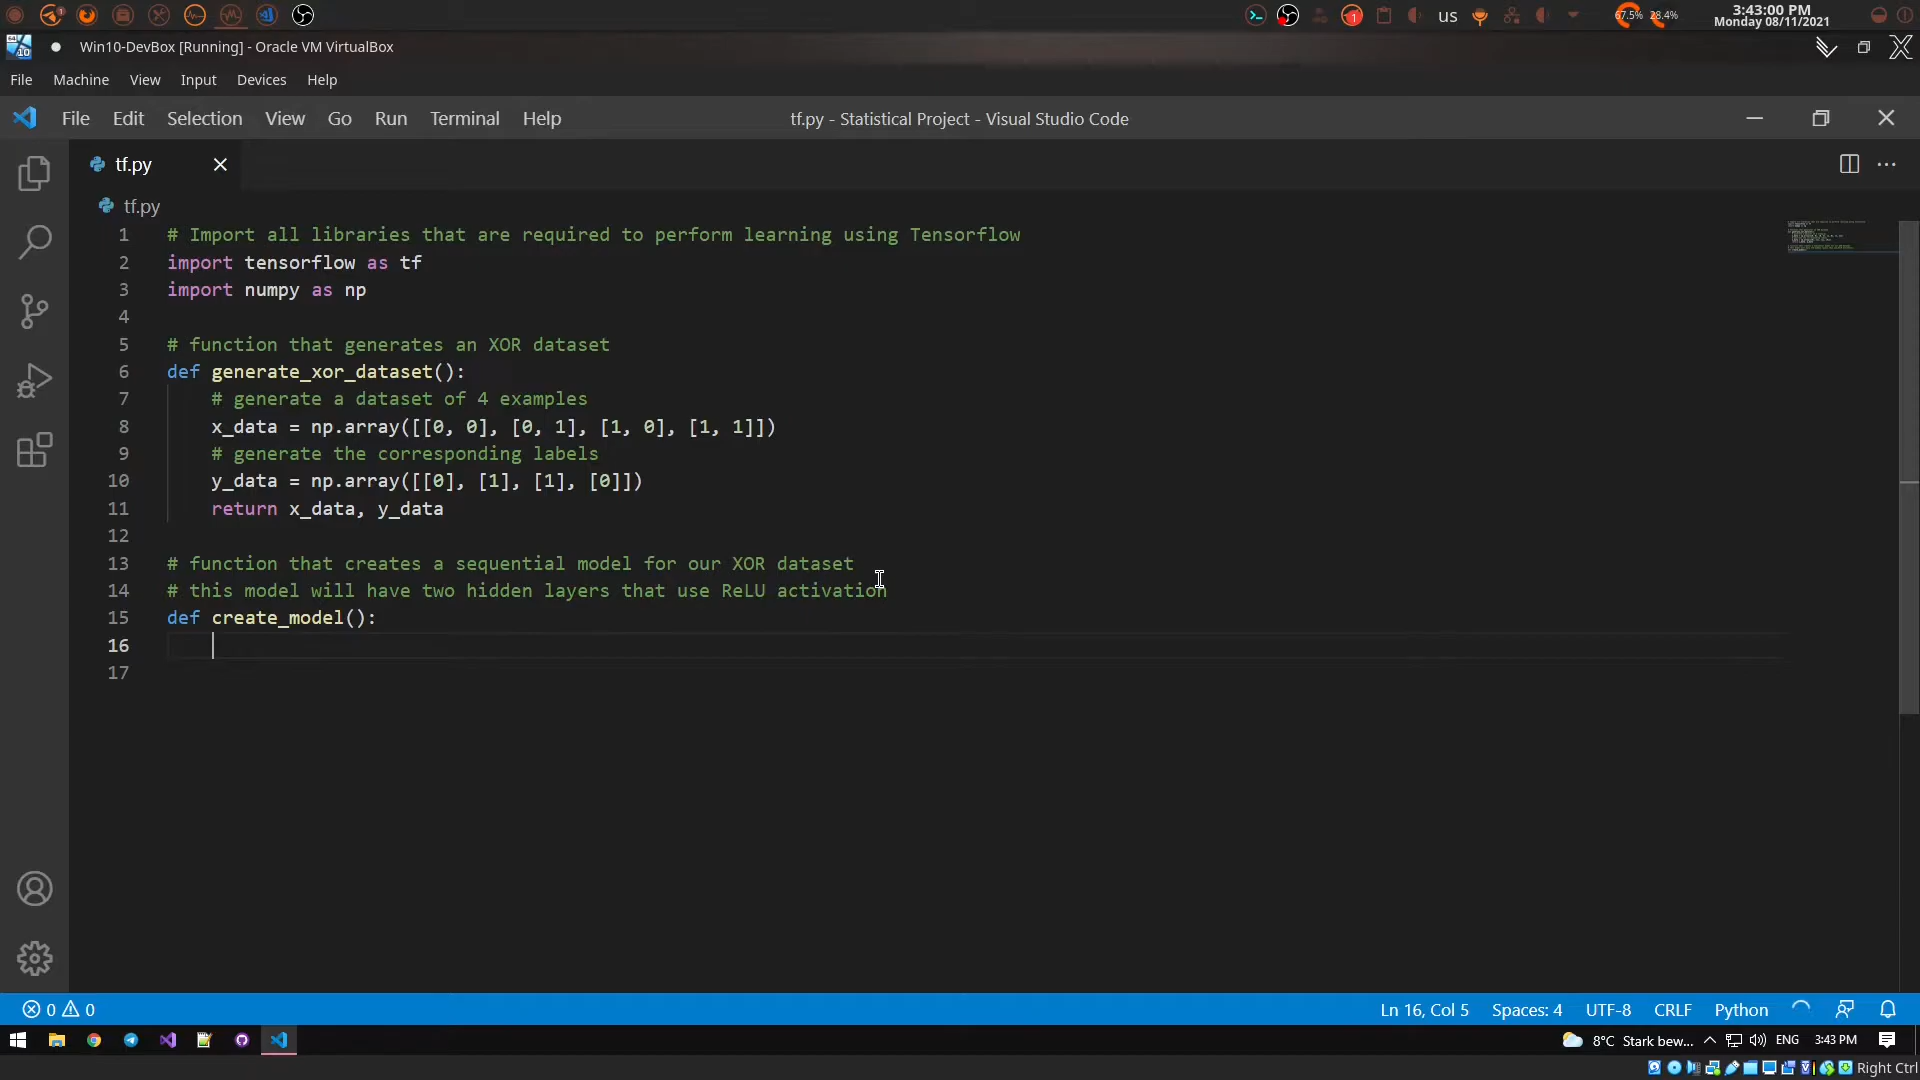 1
1
us
67.5% 28.4%
3:43:00 PM
Monday 08/11/2021
Win10-DevBox [Running] - Oracle VM VirtualBox
File Machine View Input Devices Help
File Edit Selection View Go Run Terminal Help
tf.py - Statistical Project - Visual Studio Code
tf.py
tf.py
1 # Import all libraries that are required to perform learning using Tensorflow
2 import tensorflow as tf
3 import numpy as np
4
5 # function that generates an XOR dataset
6 def generate_xor_dataset():
7     # generate a dataset of 4 examples
8     x_data = np.array([[0, 0], [0, 1], [1, 0], [1, 1]])
9     # generate the corresponding labels
10     y_data = np.array([[0], [1], [1], [0]])
11     return x_data, y_data
12
13 # function that creates a sequential model for our XOR dataset
14 # this model will have two hidden layers that use ReLU activation
15 def create_model():
16
17
0 0
Ln 16, Col 5 Spaces: 4 UTF-8 CRLF Python
8°C Stark bew... ENG 3:43 PM
Right Ctrl